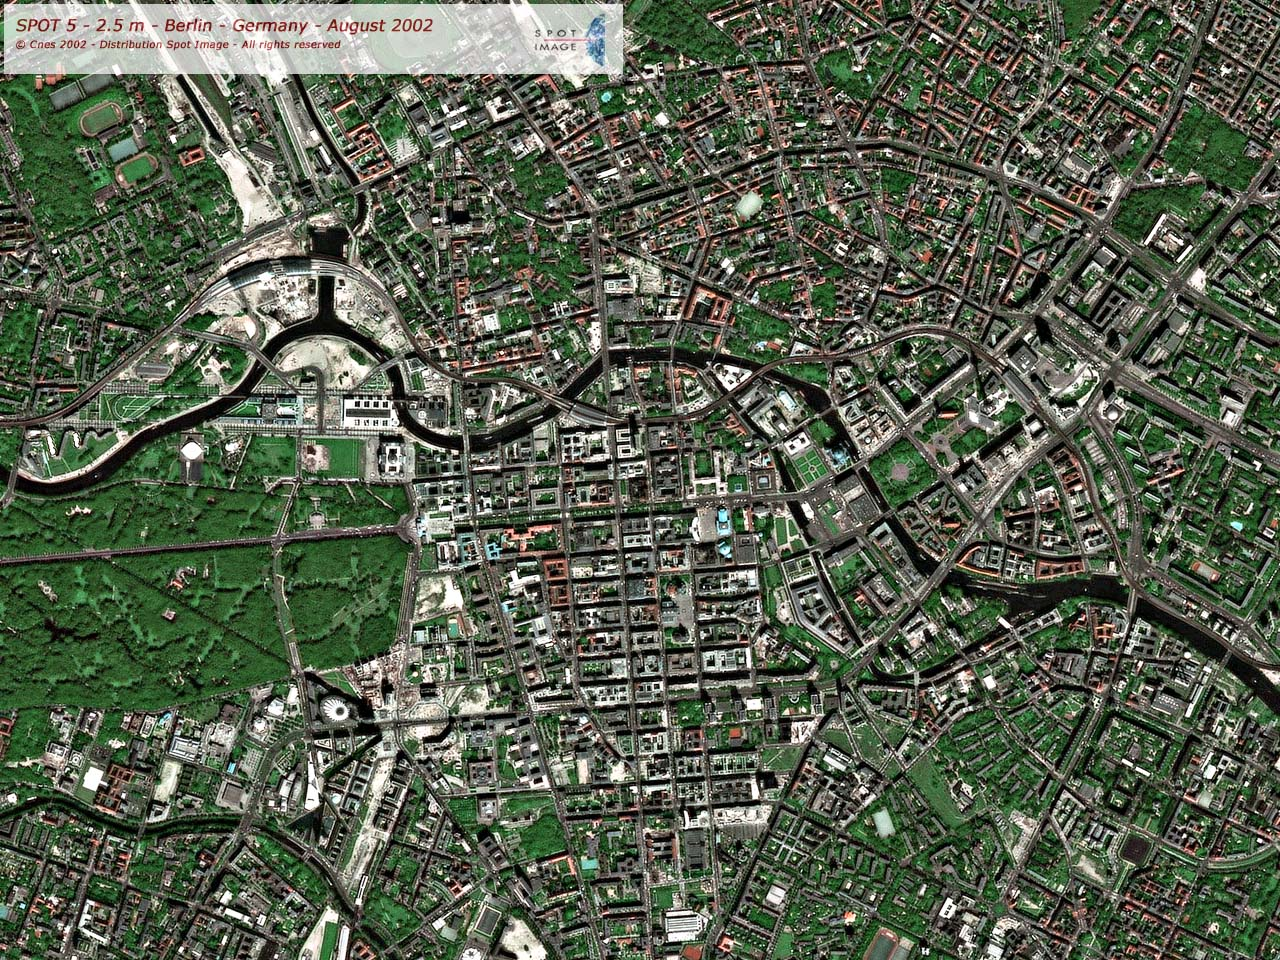 SPOT 5 - 2.5 m - Berlin - Germany - August 2002
© Cnes 2002 - Distribution Spot Image - All rights reserved
SPOT
IMAGE